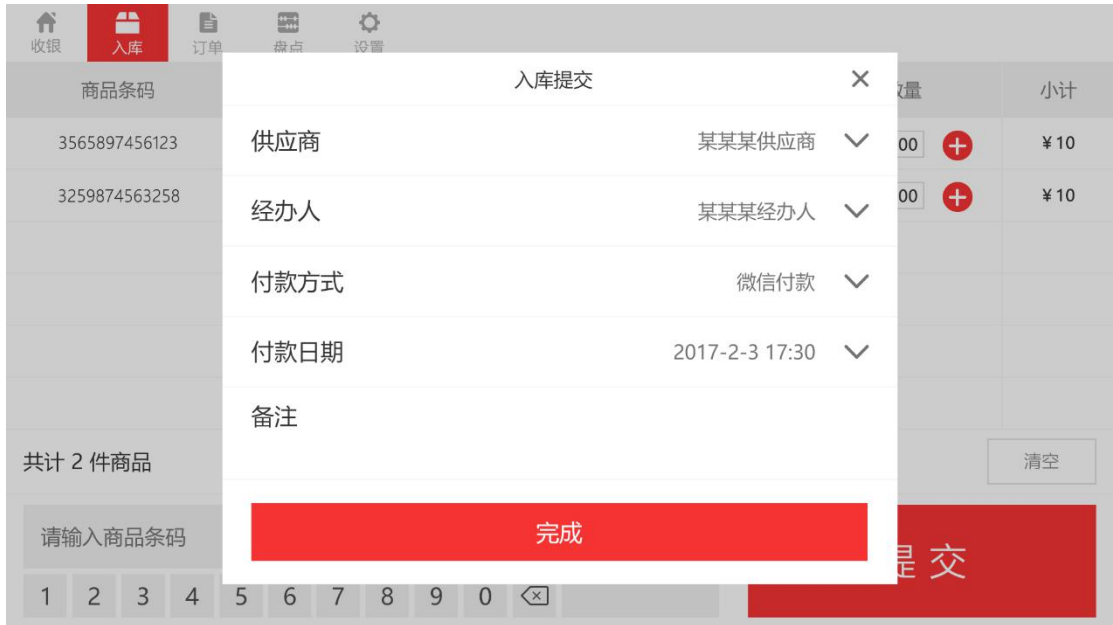 收银 入库 订单 盘点 设置
入库提交
商品条码 数量 小计
3565897456123 00 ¥10
3259874563258 00 ¥10
供应商 某某某供应商
经办人 某某某经办人
付款方式 微信付款
付款日期 2017-2-3 17:30
备注
共计 2 件商品 清空
完成
请输入商品条码
提 交
1 2 3 4 5 6 7 8 9 0